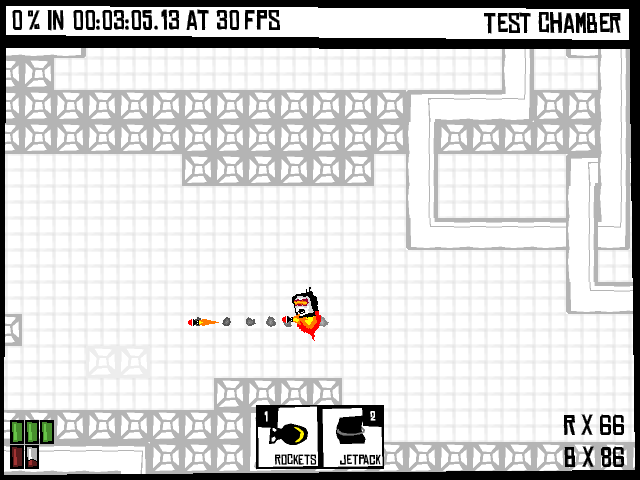 0 % IN 00:03:05.13 AT 30 FPS
TEST CHAMBER
1
2
ROCKETS
JETPACK
R X 66
B X 86